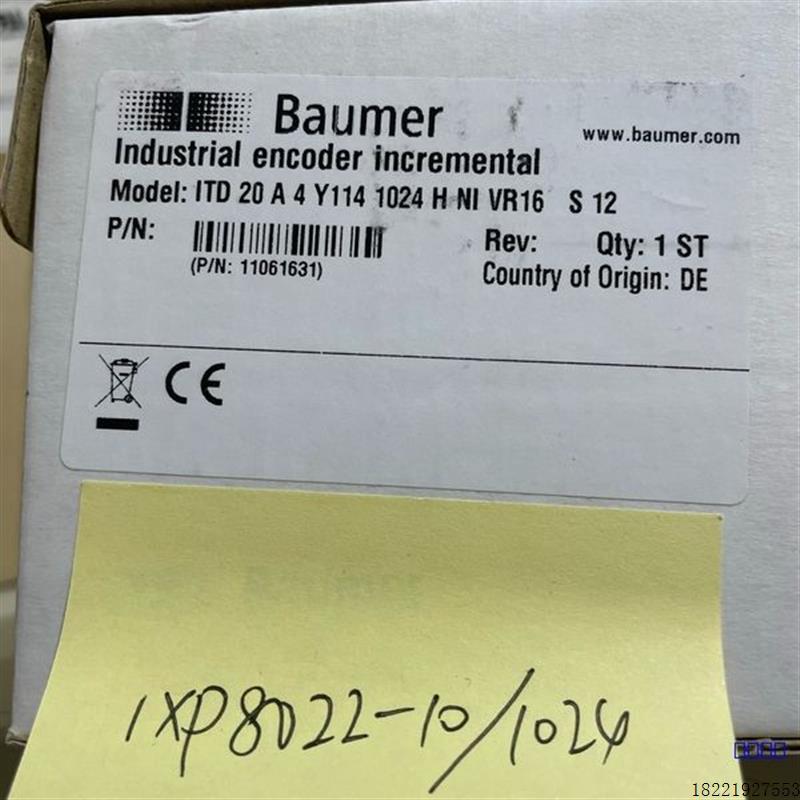 Baumer
www.baumer.com
Industrial encoder incremental
Model: ITD 20 A 4 Y114 1024 H NI VR16 S 12
P/N:
Rev: Qty: 1 ST
(P/N: 11061631)
Country of Origin: DE
CE
1XP8022-10/1024
18221927553